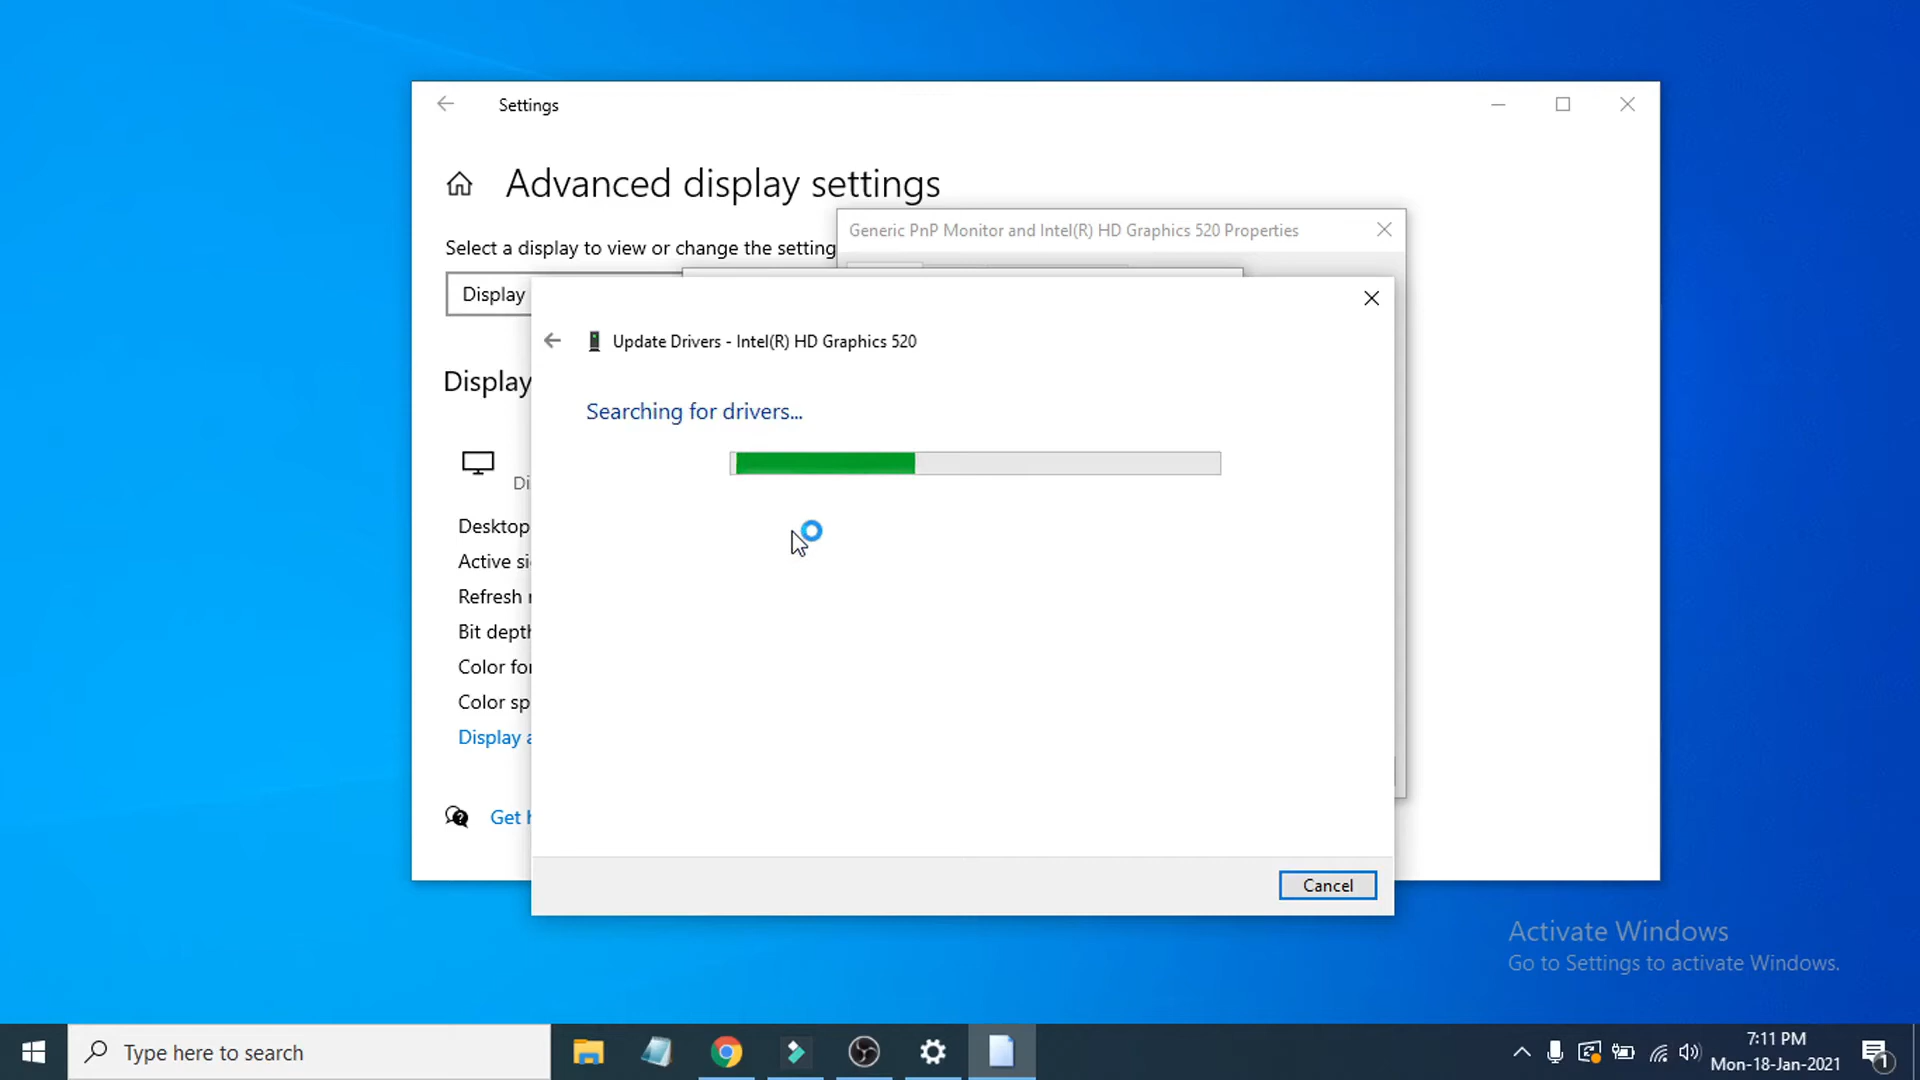 Settings
Advanced display settings
Select a display to view or change the setting
Generic PnP Monitor and Intel(R) HD Graphics 520 Properties
Display
Update Drivers - Intel(R) HD Graphics 520
Searching for drivers...
Display
Desktop
Active
Refresh
Bit depth
Color
Color
Display
Get
Cancel
Activate Windows
Go to Settings to activate Windows.
Type here to search
7:11 PM
Mon-18-Jan-2021
1